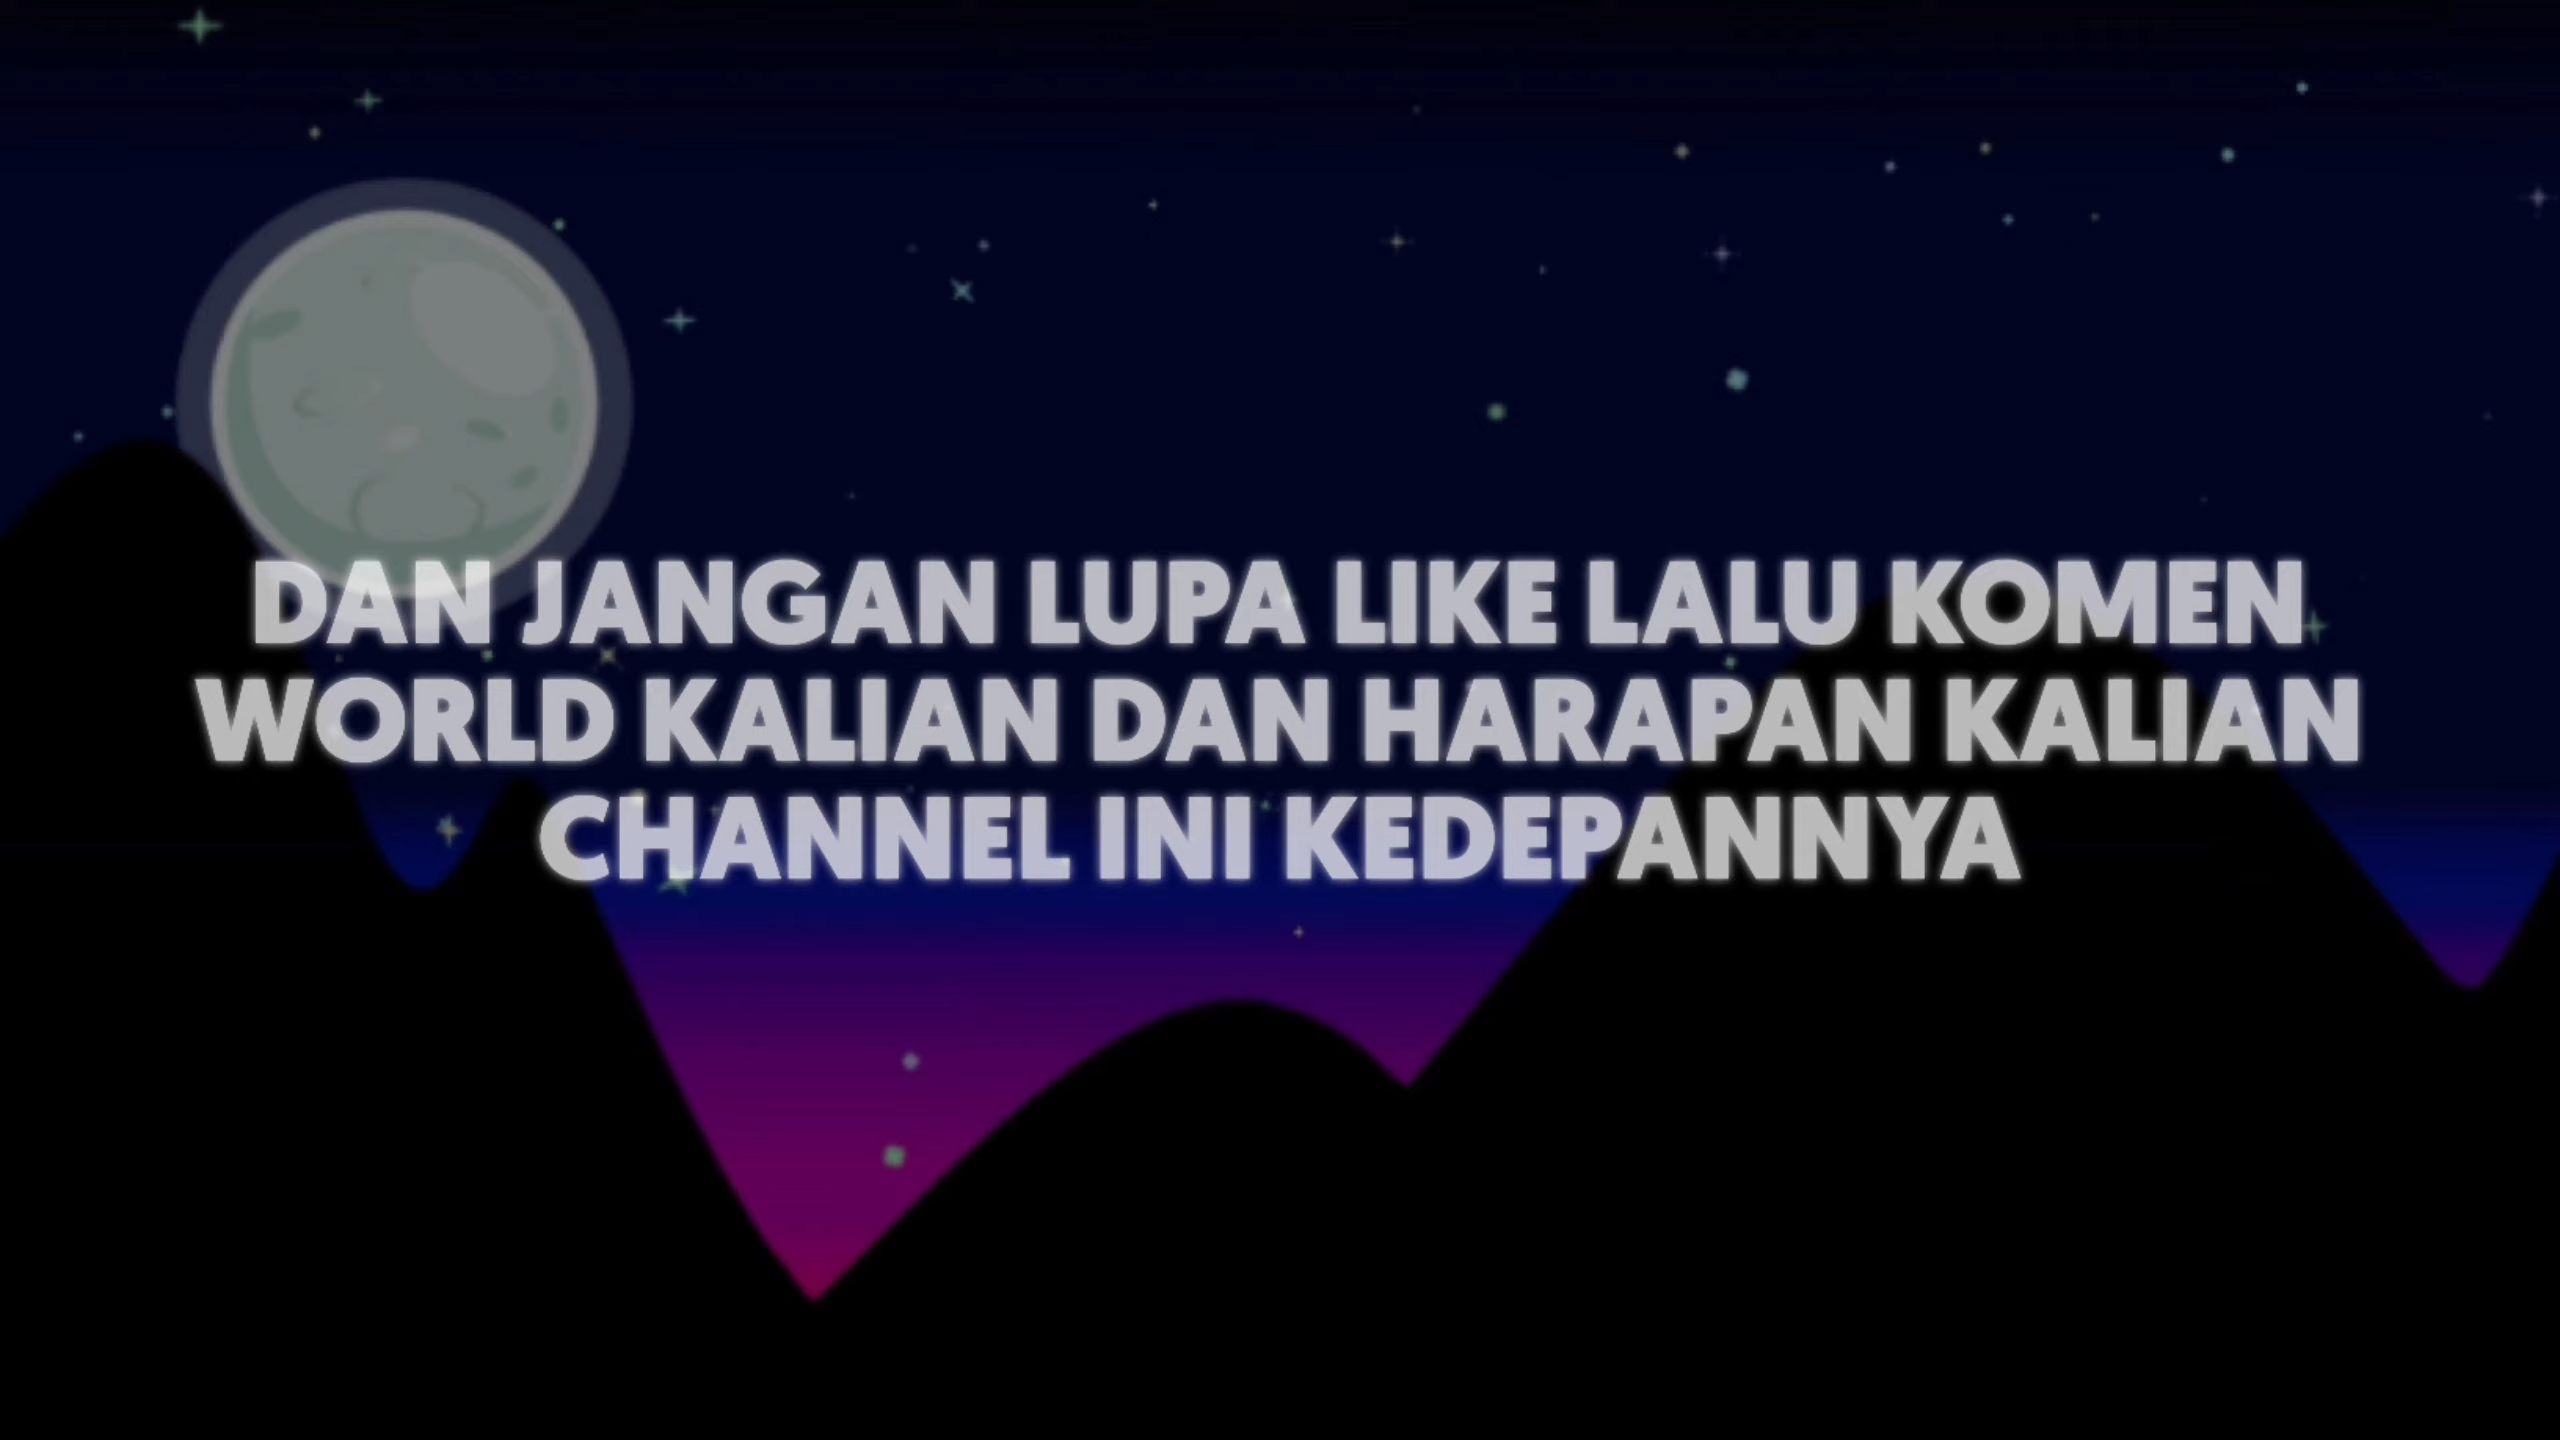 DAN JANGAN LUPA LIKE LALU KOMEN
WORLD KALIAN DAN HARAPAN KALIAN
CHANNEL INI KEDEPANNYA